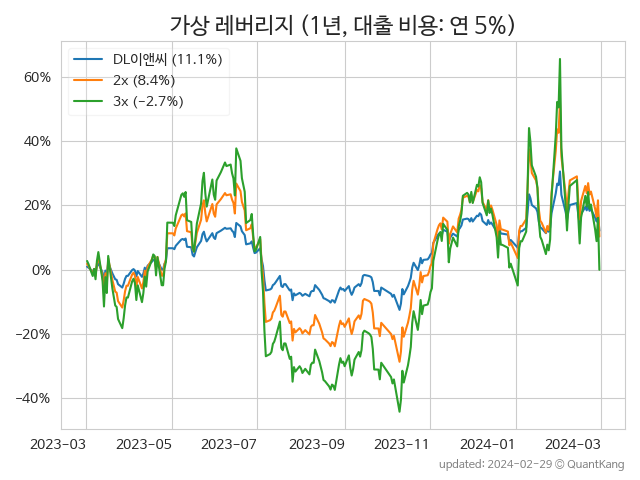 가상 레버리지 (1년, 대출 비용: 연 5%)
DL이앤씨 (11.1%)
2x (8.4%)
3x (−2.7%)
60%
40%
20%
0%
−20%
−40%
2023-03 2023-05 2023-07 2023-09 2023-11 2024-01 2024-03
updated: 2024-02-29 © QuantKang